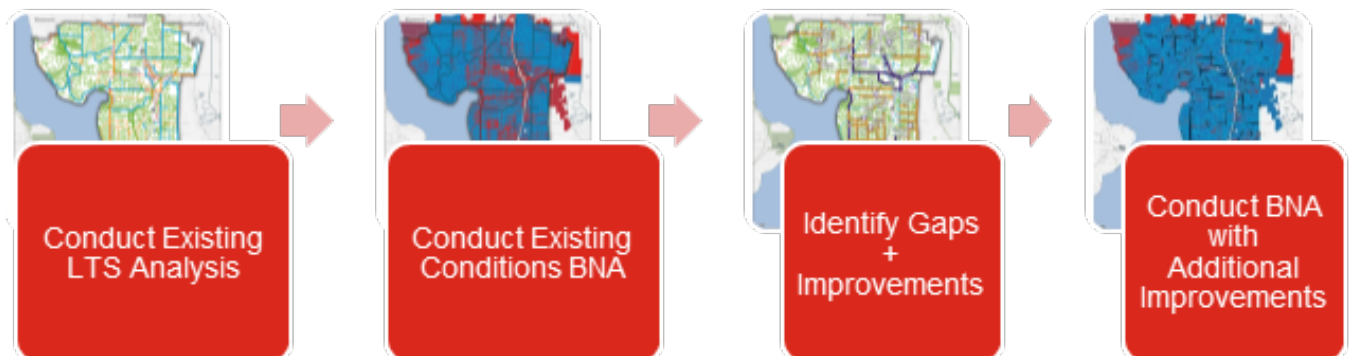 Conduct Existing
LTS Analysis
Conduct Existing
Conditions BNA
Identify Gaps
+
Improvements
Conduct BNA
with
Additional
Improvements